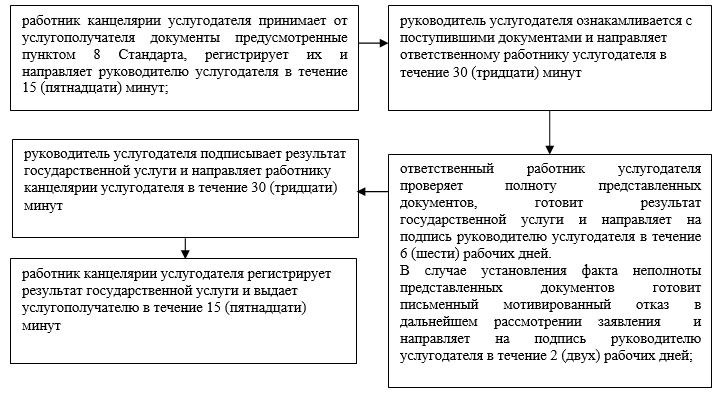 работник канцелярии услугодателя принимает от
услугополучателя документы предусмотренные
пунктом 8 Стандарта, регистрирует их и
направляет руководителю услугодателя в течение
15 (пятнадцати) минут;
руководитель услугодателя ознакамливается с
поступившими документами и направляет
ответственному работнику услугодателя в
течение 30 (тридцати) минут
ответственный работник услугодателя
проверяет полноту представленных
документов, готовит результат
государственной услуги и направляет на
подпись руководителю услугодателя в течение
6 (шести) рабочих дней.
В случае установления факта неполноты
представленных документов готовит
письменный мотивированный отказ в
дальнейшем рассмотрении заявления и
направляет на подпись руководителю
услугодателя в течение 2 (двух) рабочих дней;
руководитель услугодателя подписывает результат
государственной услуги и направляет работнику
канцелярии услугодателя в течение 30 (тридцати)
минут
работник канцелярии услугодателя регистрирует
результат государственной услуги и выдает
услугополучателю в течение 15 (пятнадцати)
минут